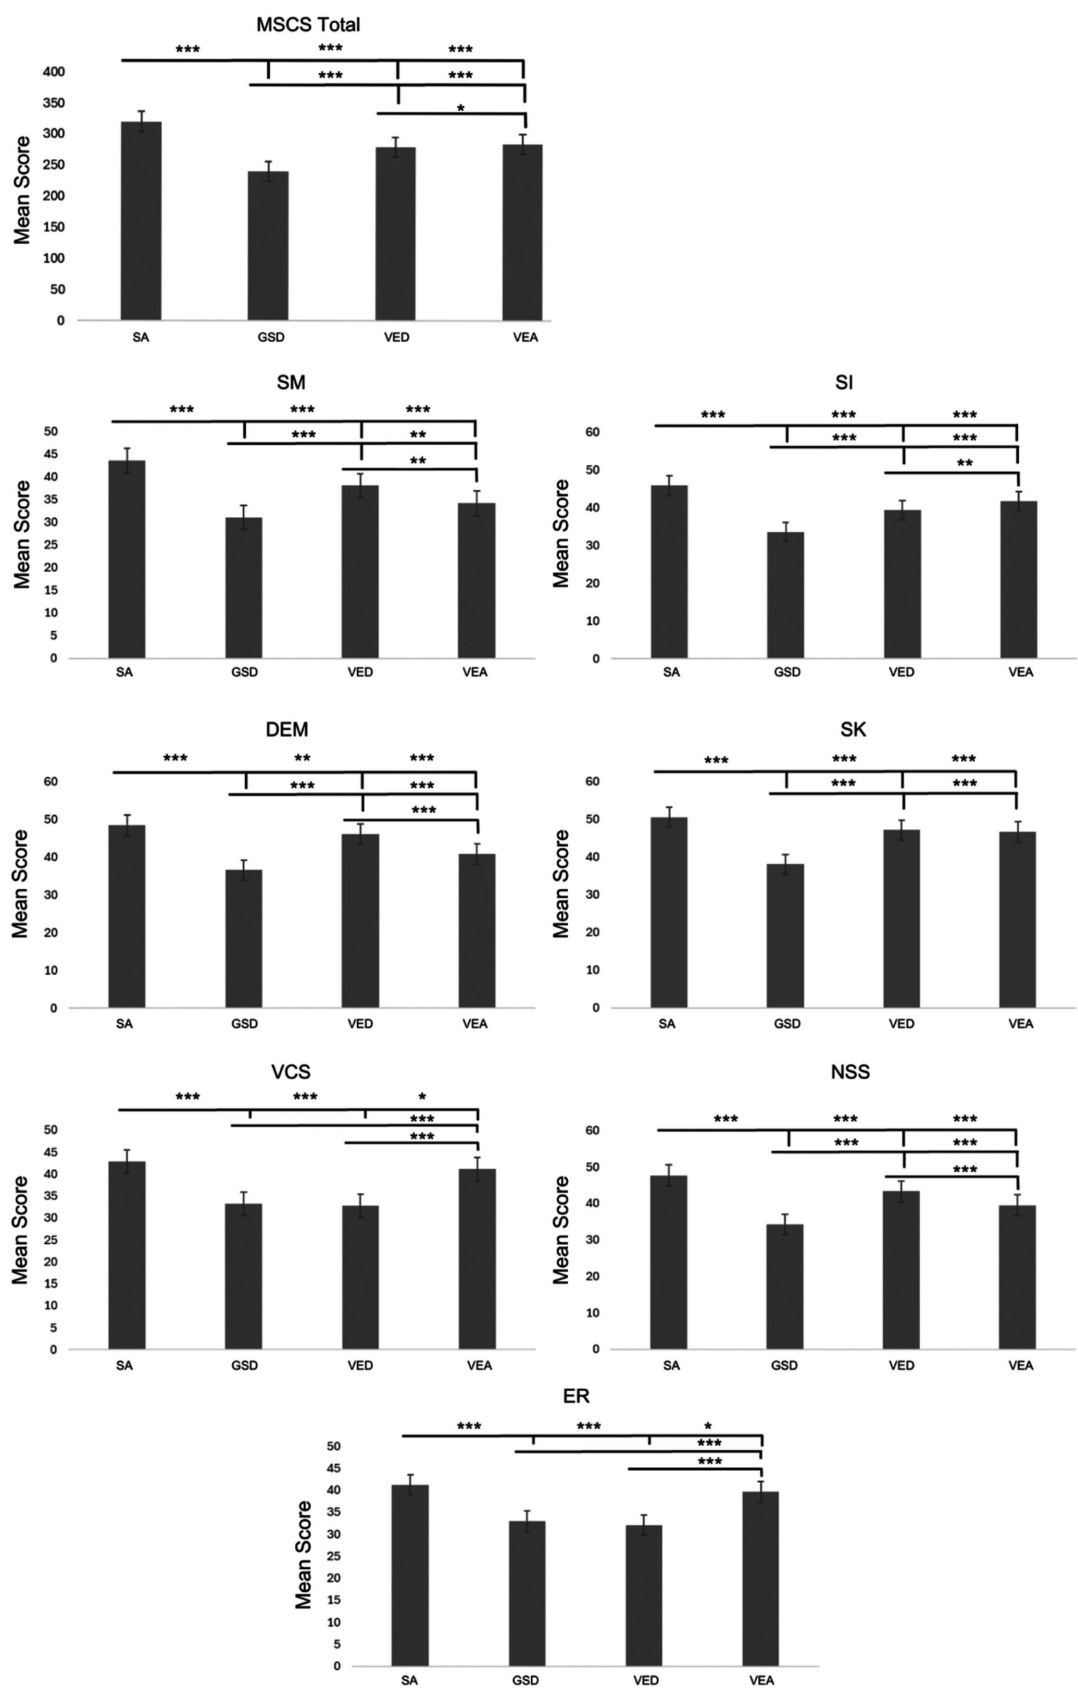 MSCS Total
*** *** ***
*** ***
*
400
350
300
250
200
150
100
50
0
Mean Score
SA GSD VED VEA
SM
*** *** ***
*** **
**
50
45
40
35
30
25
20
15
10
5
0
Mean Score
SA GSD VED VEA
SI
*** *** ***
*** ***
**
60
50
40
30
20
10
0
Mean Score
SA GSD VED VEA
DEM
*** ** ***
*** ***
***
60
50
40
30
20
10
0
Mean Score
SA GSD VED VEA
SK
*** *** ***
*** ***
60
50
40
30
20
10
0
Mean Score
SA GSD VED VEA
VCS
*** *** *
***
***
50
45
40
35
30
25
20
15
10
5
0
Mean Score
SA GSD VED VEA
NSS
*** *** ***
*** ***
***
60
50
40
30
20
10
0
Mean Score
SA GSD VED VEA
ER
*** *** *
***
***
50
45
40
35
30
25
20
15
10
5
0
Mean Score
SA GSD VED VEA